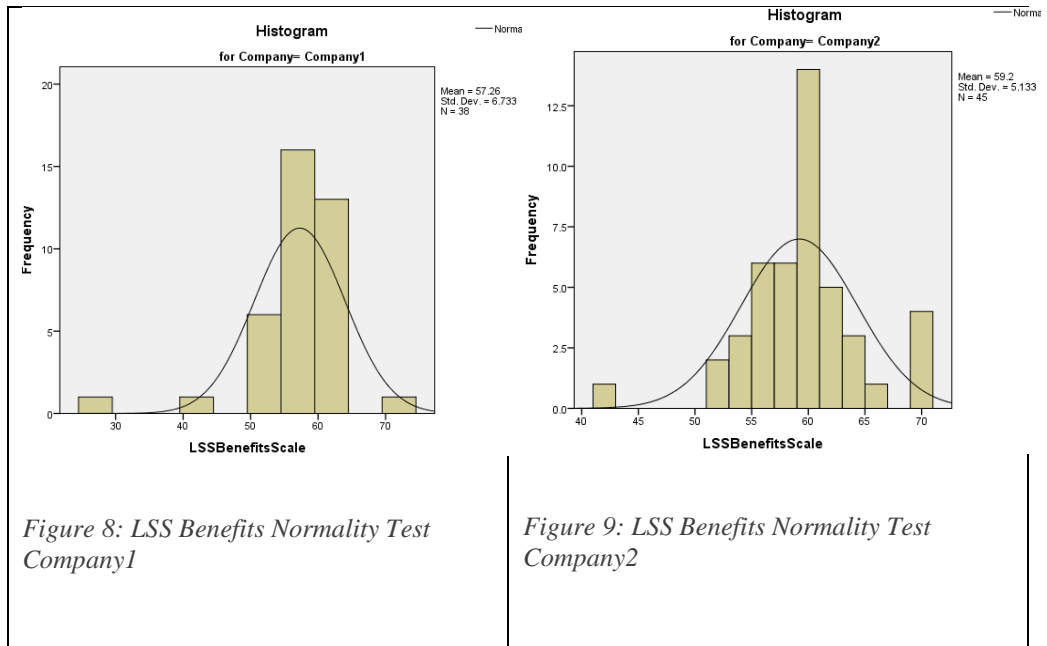 Histogram
Norma
for Company= Company1
Mean = 57.26
Std. Dev. = 6.733
N = 38
Frequency
20
15
10
5
0
30 40 50 60 70
LSSBenefitsScale
Figure 8: LSS Benefits Normality Test
Company1
Histogram
Norma
for Company= Company2
Mean = 59.2
Std. Dev. = 5.133
N = 45
Frequency
12.5
10.0
7.5
5.0
2.5
0.0
40 45 50 55 60 65 70
LSSBenefitsScale
Figure 9: LSS Benefits Normality Test
Company2